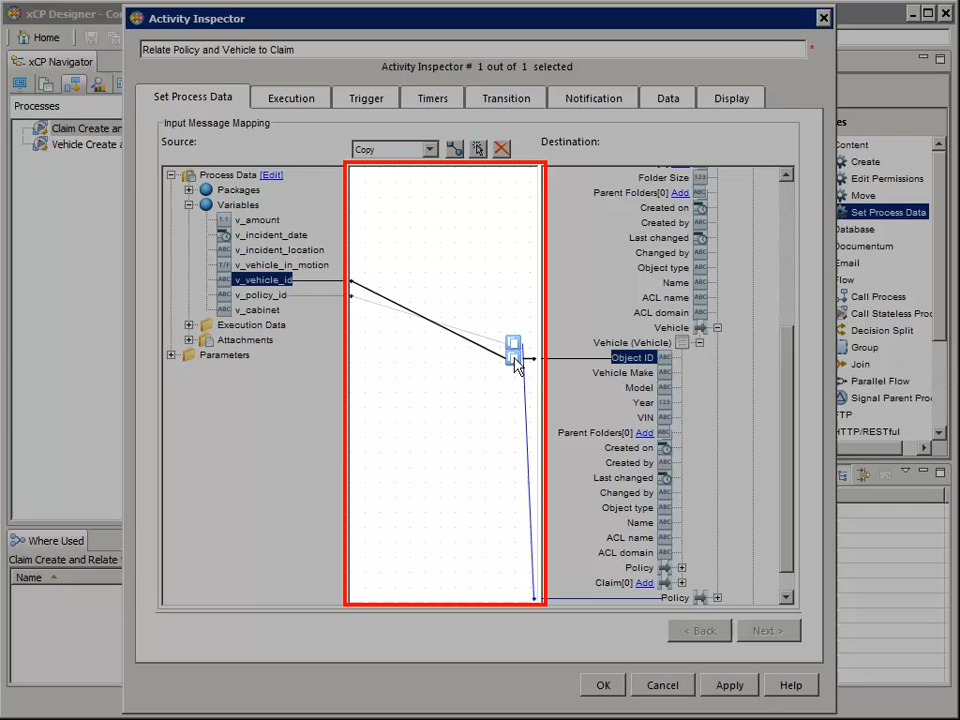 xCP Designer - Cor
Activity Inspector
Home
xCP Navigator
Processes
Claim Create an
Vehicle Create a
Relate Policy and Vehicle to Claim
*
Activity Inspector # 1 out of 1 selected
Set Process Data
Execution
Trigger
Timers
Transition
Notification
Data
Display
Input Message Mapping
Source:
Copy
Destination:
Process Data [Edit]
Packages
Variables
v_amount
v_incident_date
v_incident_location
v_vehicle_in_motion
v_vehicle_id
v_policy_id
v_cabinet
Execution Data
Attachments
Parameters
Folder Size
Parent Folders[0] Add
Created on
Created by
Last changed
Changed by
Object type
Name
ACL name
ACL domain
Vehicle
Vehicle (Vehicle)
Object ID
Vehicle Make
Model
Year
VIN
Parent Folders[0] Add
Created on
Created by
Last changed
Changed by
Object type
Name
ACL name
ACL domain
Policy
Claim[0] Add
Policy
< Back
Next >
OK
Cancel
Apply
Help
es
Content
Create
Edit Permissions
Move
Set Process Data
Database
Documentum
Email
Call Process
Call Stateless Proc
Decision Split
Group
Join
Parallel Flow
Signal Parent Proc
FTP
HTTP/RESTful
Where Used
Claim Create and Relate
Name